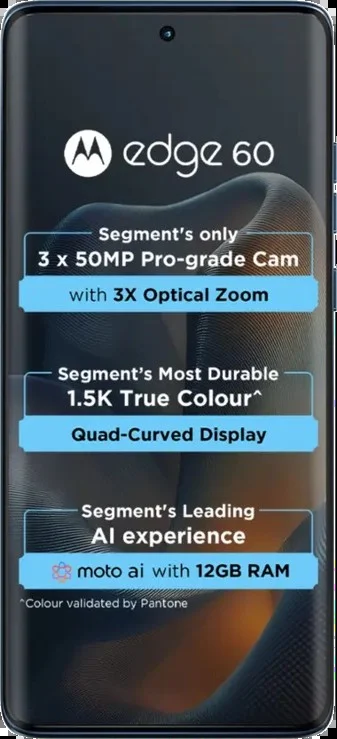 edge 60
Segment's only
3 x 50MP Pro-grade Cam
with 3X Optical Zoom
Segment's Most Durable
1.5K True Colour^
Quad-Curved Display
Segment's Leading
AI experience
moto ai with 12GB RAM
^Colour validated by Pantone